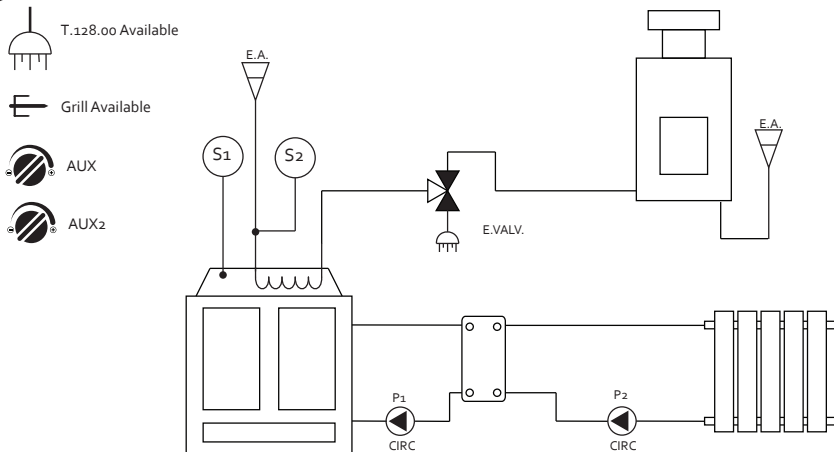 T.128.00 Available
Grill Available
AUX
AUX2
E.A.
S1
S2
E.VALV.
E.A.
P1
CIRC
P2
CIRC